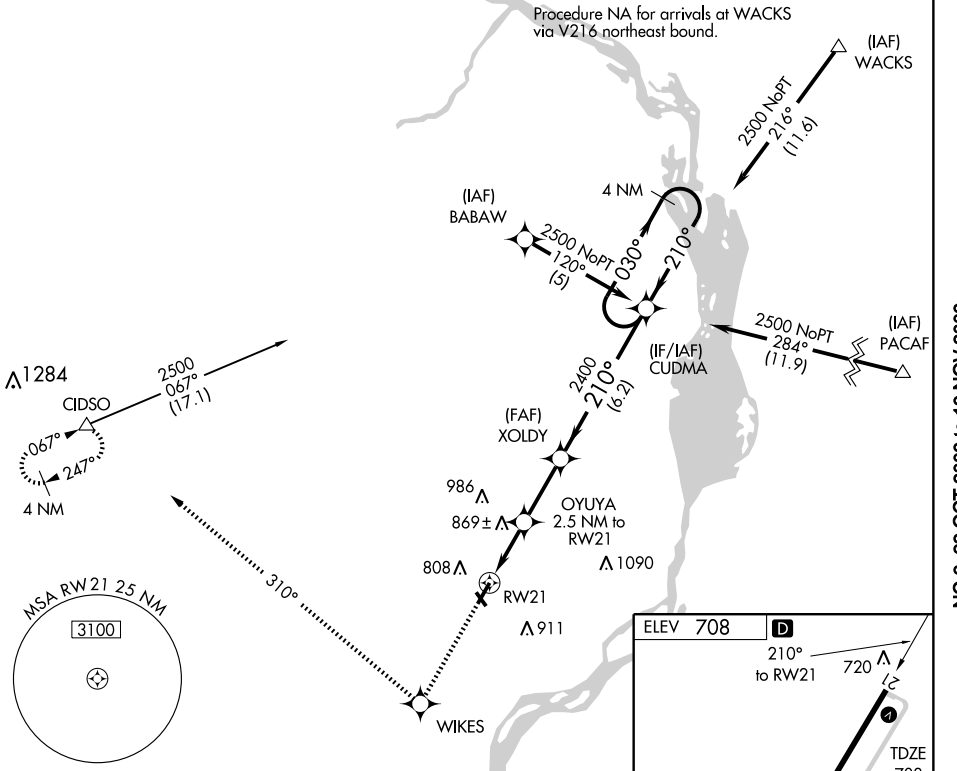 Procedure NA for arrivals at WACKS
via V216 northeast bound.
(IAF)
WACKS
2500 NoPT
216°
(11.6)
4 NM
(IAF)
BABAW
2500 NoPT
120°
(5)
030°
210°
2500 NoPT
284°
(11.9)
(IAF)
PACAF
(IF/IAF)
CUDMA
2400
210°
(6.2)
1284
2500
067°
(17.1)
CIDSO
067°
247°
4 NM
(FAF)
XOLDY
986
869±
OYUYA
2.5 NM to
RW21
808
1090
RW21
310°
911
MSA RW21 25 NM
3100
WIKES
ELEV 708
D
210°
to RW21
720
21
V
TDZE